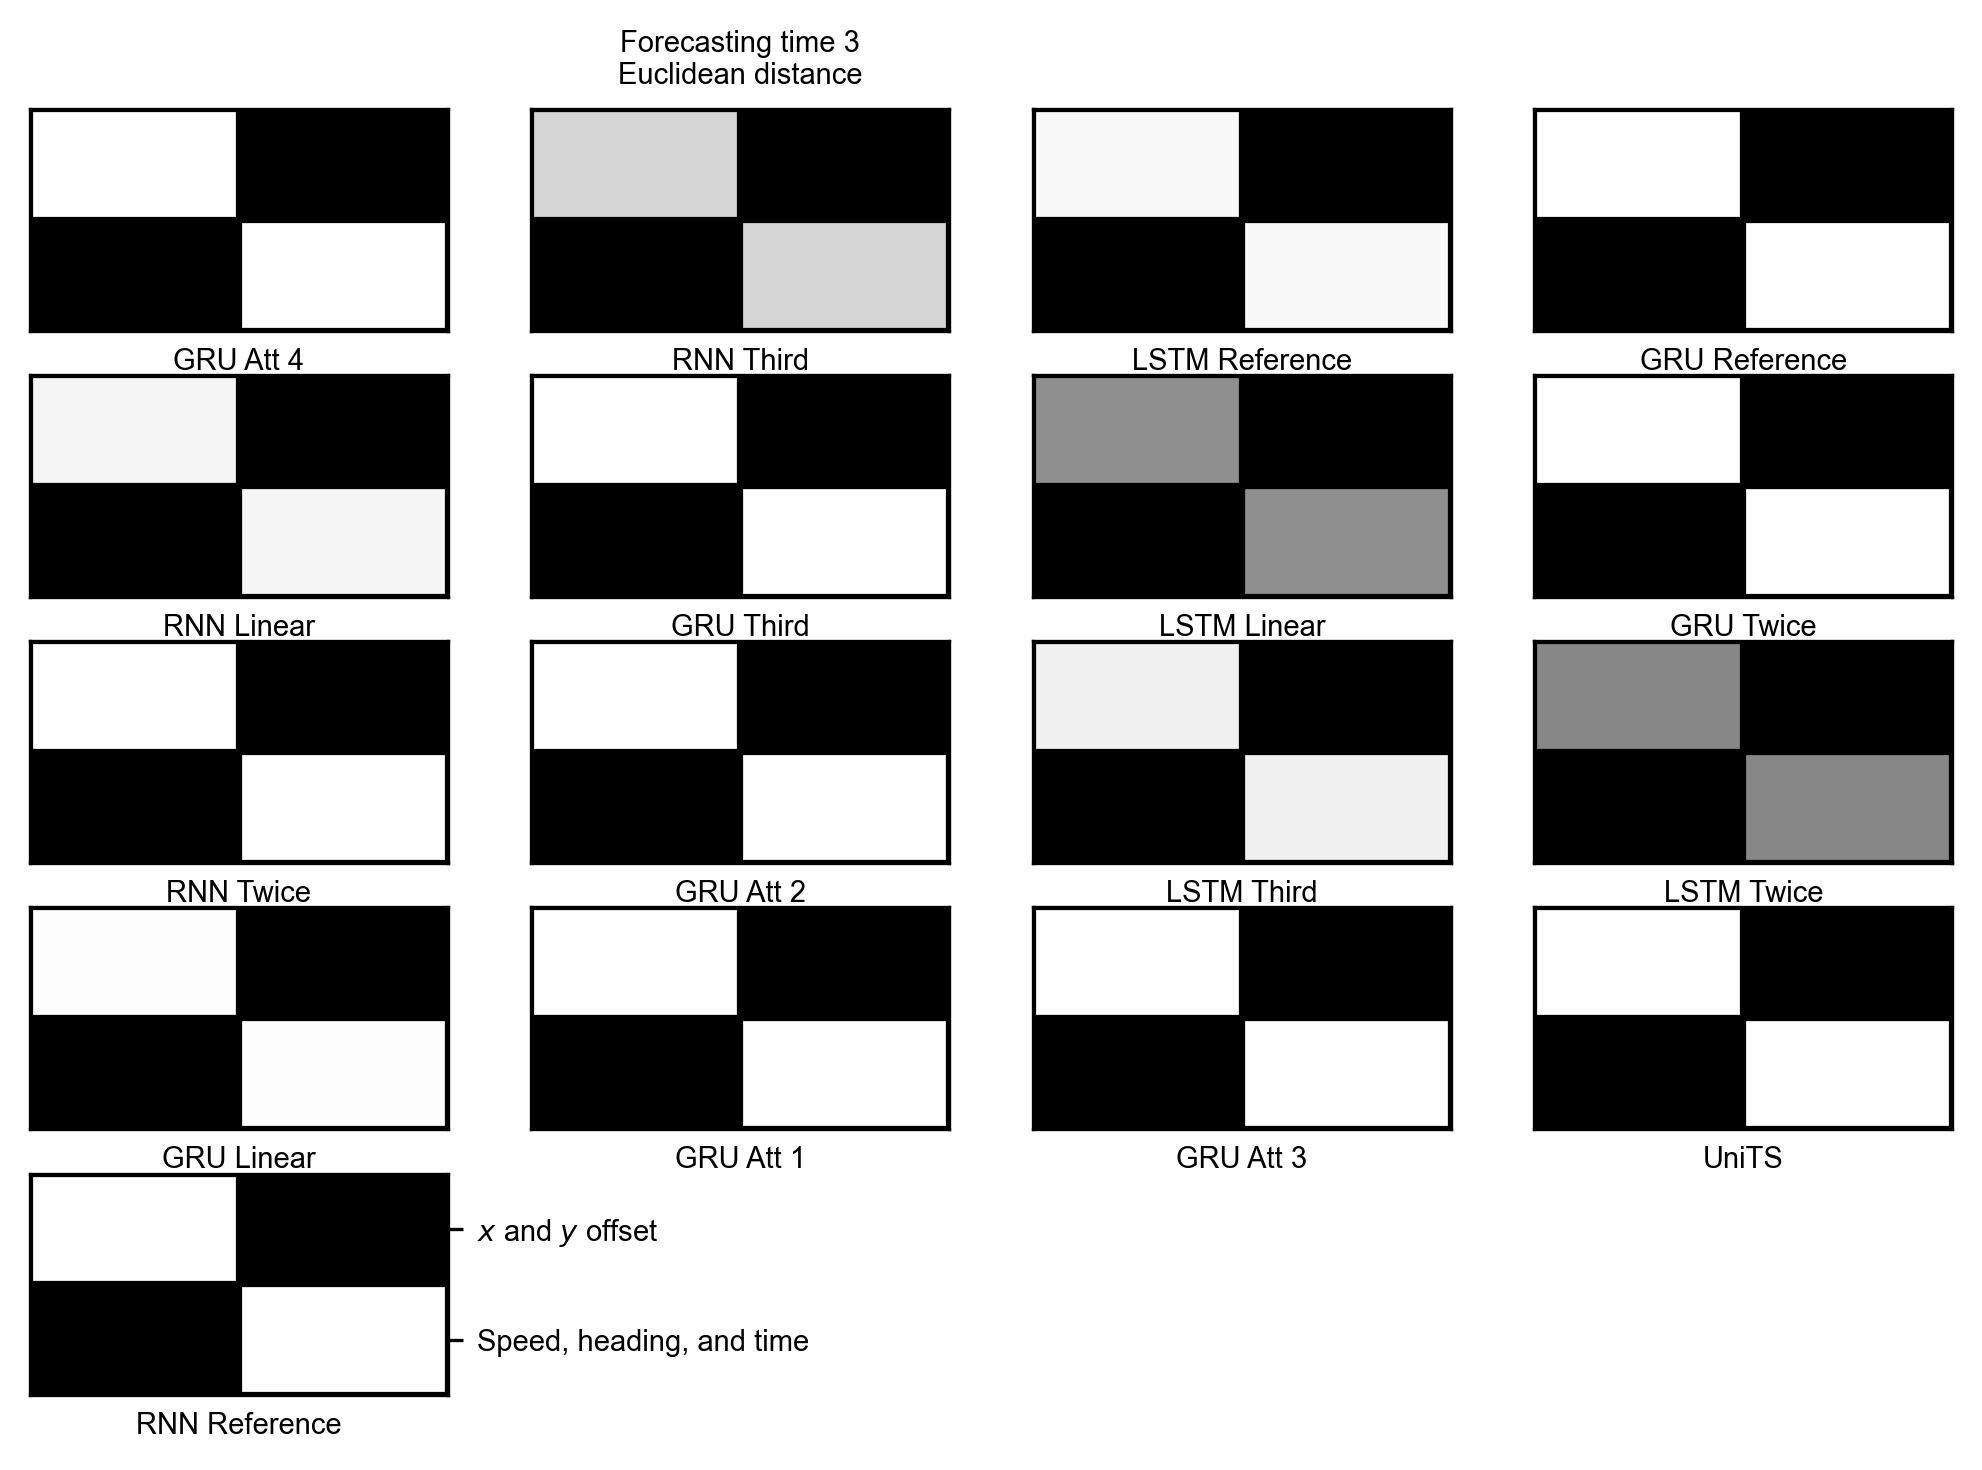 Forecasting time 3
Euclidean distance
GRU Att 4
RNN Third
LSTM Reference
GRU Reference
RNN Linear
GRU Third
LSTM Linear
GRU Twice
RNN Twice
GRU Att 2
LSTM Third
LSTM Twice
GRU Linear
GRU Att 1
GRU Att 3
UniTS
x and y offset
Speed, heading, and time
RNN Reference